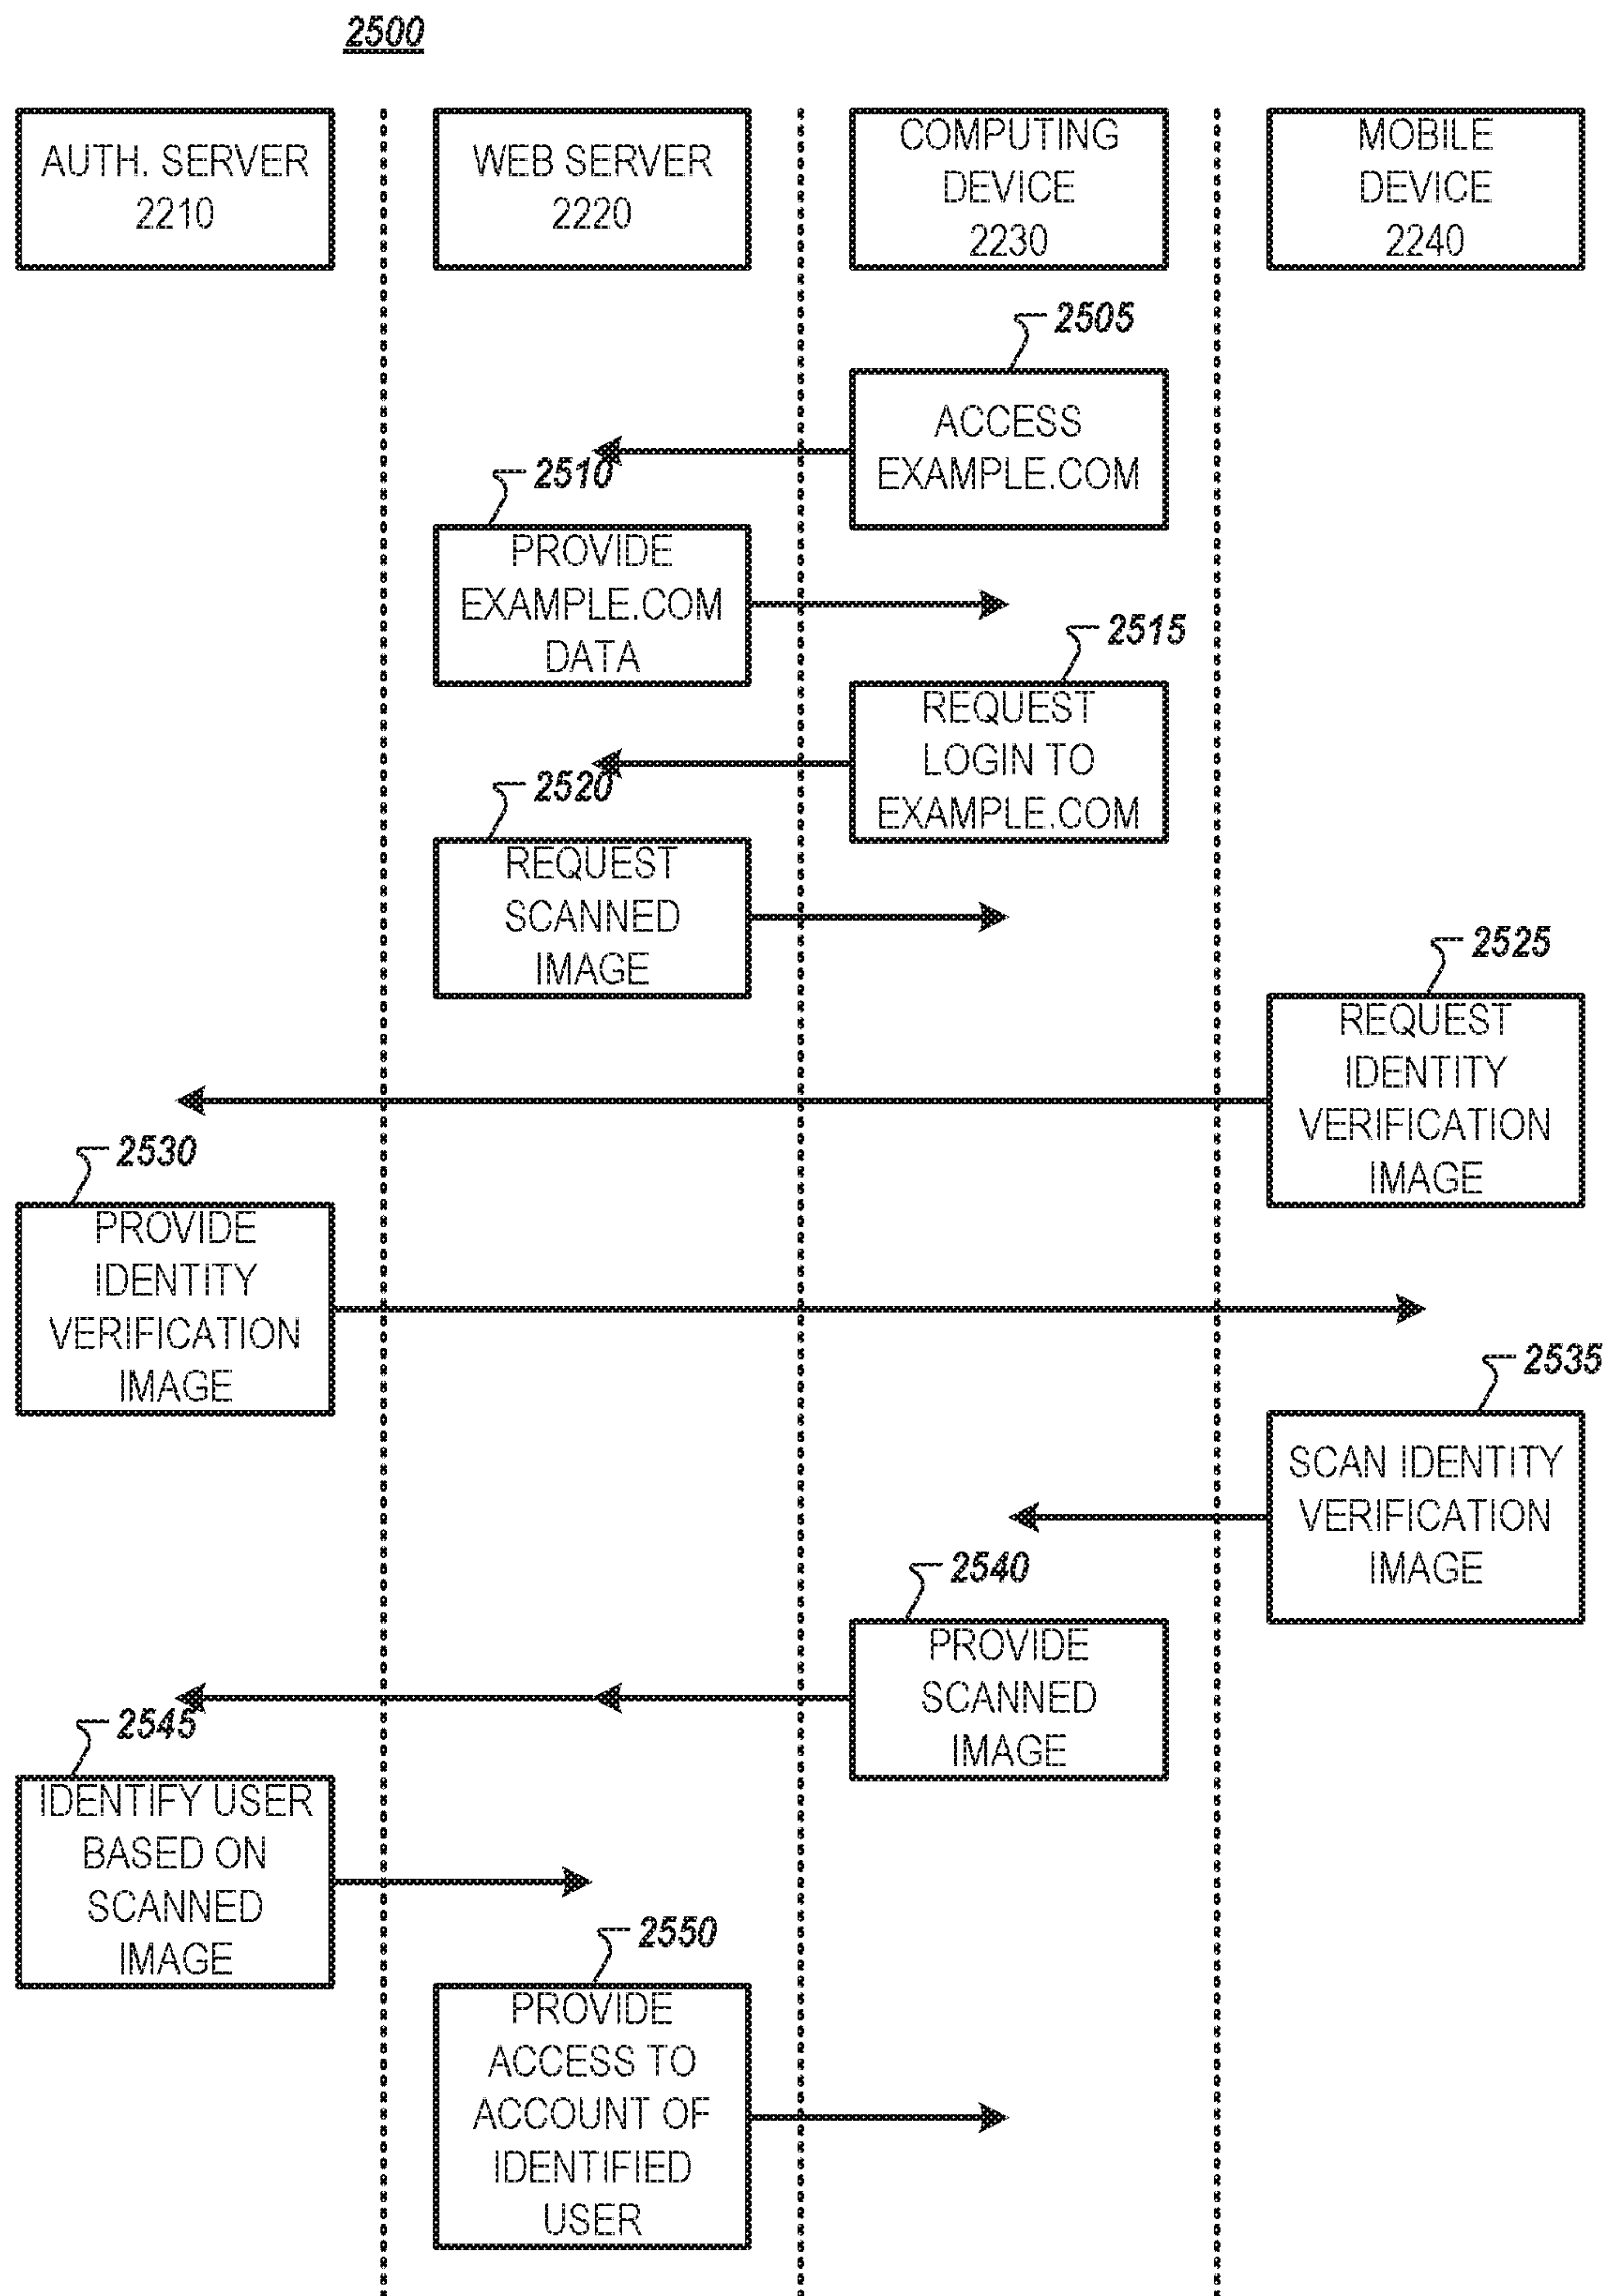 2500
AUTH. SERVER
2210
WEB SERVER
2220
COMPUTING
DEVICE
2230
MOBILE
DEVICE
2240
2505
ACCESS
EXAMPLE.COM
2510
PROVIDE
EXAMPLE.COM
DATA
2515
REQUEST
LOGIN TO
EXAMPLE.COM
2520
REQUEST
SCANNED
IMAGE
2525
REQUEST
IDENTITY
VERIFICATION
IMAGE
2530
PROVIDE
IDENTITY
VERIFICATION
IMAGE
2535
SCAN IDENTITY
VERIFICATION
IMAGE
2540
PROVIDE
SCANNED
IMAGE
2545
IDENTIFY USER
BASED ON
SCANNED
IMAGE
2550
PROVIDE
ACCESS TO
ACCOUNT OF
IDENTIFIED
USER